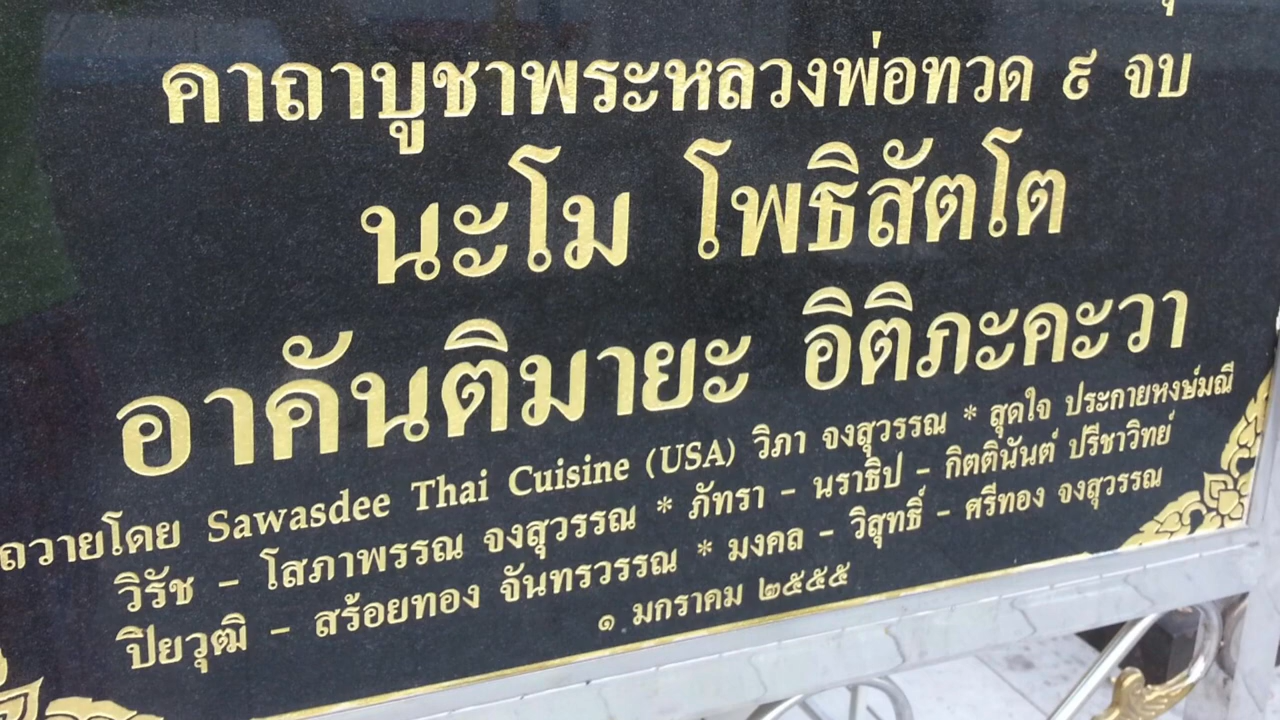 คาถาบูชาพระหลวงพ่อทวด ๙ จบ
นะโม โพธิสัตโต
อาคันติมายะ อิติภะคะวา
ถวายโดย Sawasdee Thai Cuisine (USA) วิภา จงสุวรรณ * สุดใจ ประกายหงษ์มณี
วิรัช - โสภาพรรณ จงสุวรรณ * ภัทรา - นราธิป - กิตตินันต์ ปรีชาวิทย์
ปิยวุฒิ - สร้อยทอง จันทรวรรณ * มงคล - วิสุทธิ์ - ศรีทอง จงสุวรรณ
๑ มกราคม ๒๕๕๕